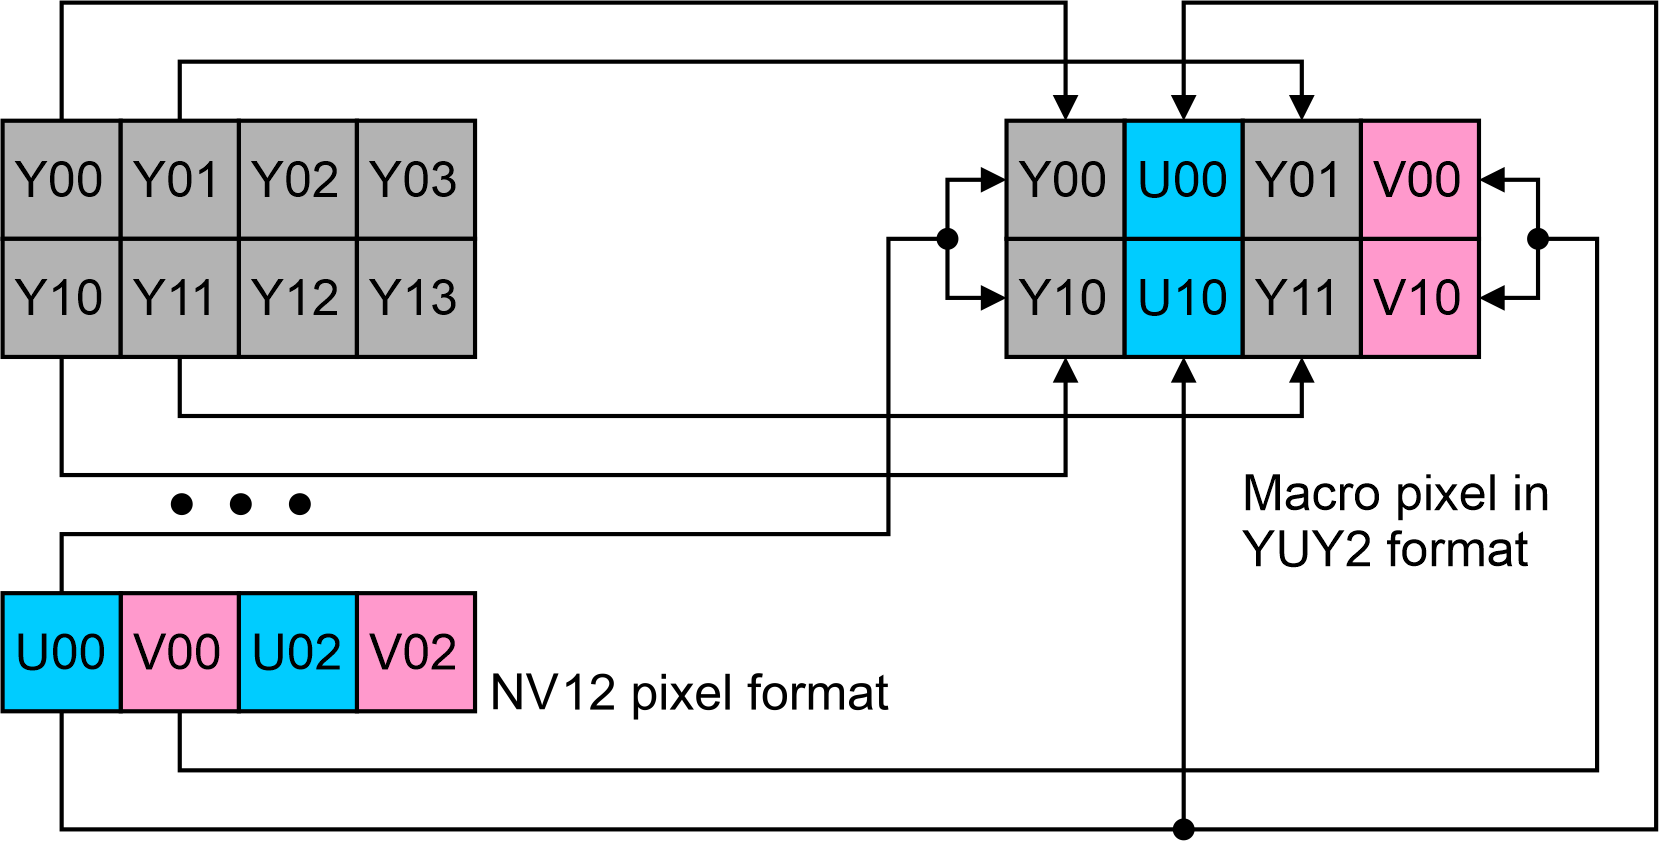 Y00 Y01 Y02 Y03
Y10 Y11 Y12 Y13
Y00 U00 Y01 V00
Y10 U10 Y11 V10
Macro pixel in
YUY2 format
U00 V00 U02 V02
NV12 pixel format